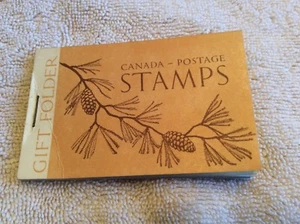 GIFT FOLDER
CANADA - POSTAGE
STAMPS